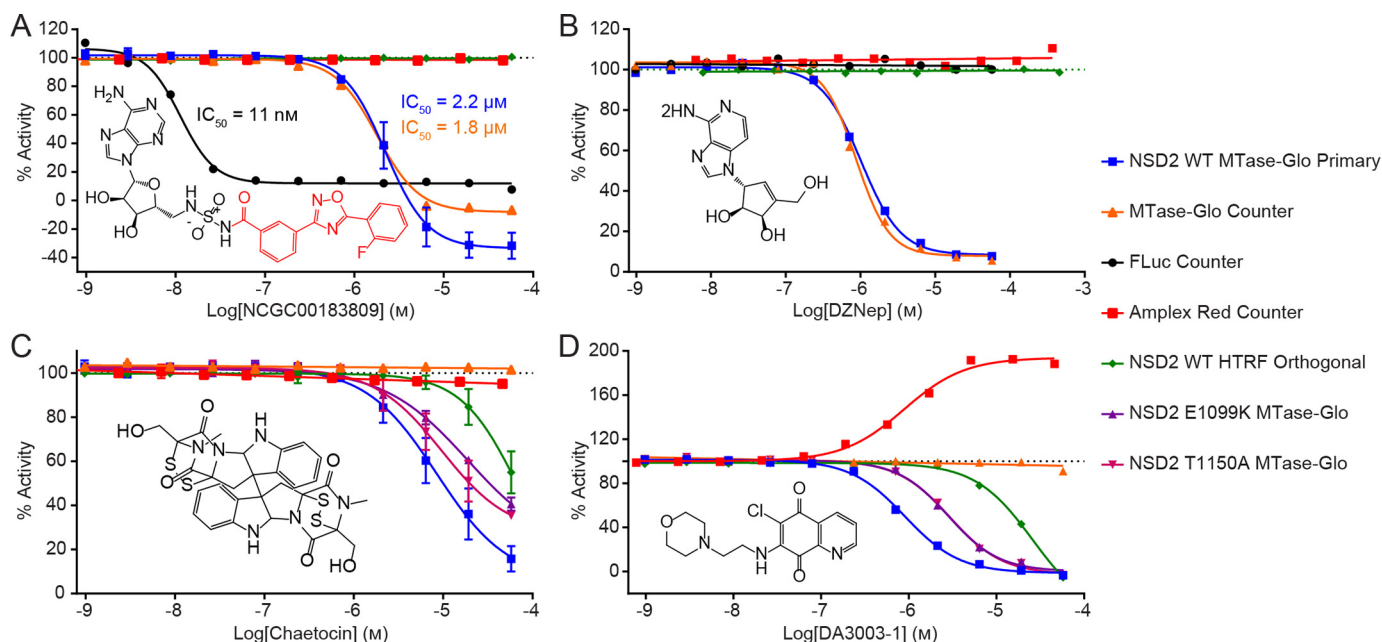 A
% Activity
120
100
80
60
40
20
0
-20
-40
IC50 = 11 nM
IC50 = 2.2 µM
IC50 = 1.8 µM
H2N
N
N
N
N
O
HO
HO
H
N
O
S
+
-
O
N
H
O
N
O
N
F
-9
-8
-7
-6
-5
-4
Log[NCGC00183809] (M)
B
% Activity
120
100
80
60
40
20
0
2HN
N
N
N
OH
HO
OH
-9
-8
-7
-6
-5
-4
-3
Log[DZNep] (M)
NSD2 WT MTase-Glo Primary
MTase-Glo Counter
FLuc Counter
Amplex Red Counter
NSD2 WT HTRF Orthogonal
NSD2 E1099K MTase-Glo
NSD2 T1150A MTase-Glo
C
% Activity
100
80
60
40
20
0
O
HO
N
H
N
N
S
S
O
O
N
S
S
N
H
N
O
HO
-9
-8
-7
-6
-5
-4
Log[Chaetocin] (M)
D
% Activity
200
160
120
100
80
40
0
O
N
N
H
Cl
O
O
N
-9
-8
-7
-6
-5
-4
Log[DA3003-1] (M)